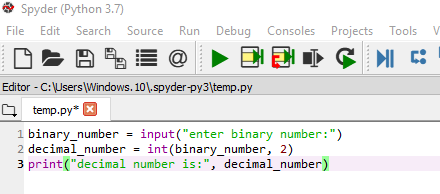 Spyder (Python 3.7)
File Edit Search Source Run Debug Consoles Projects Tools V
Editor - C:\Users\Windows.10\.spyder-py3\temp.py
temp.py*
1 binary_number = input("enter binary number:")
2 decimal_number = int(binary_number, 2)
3 print("decimal number is:", decimal_number)